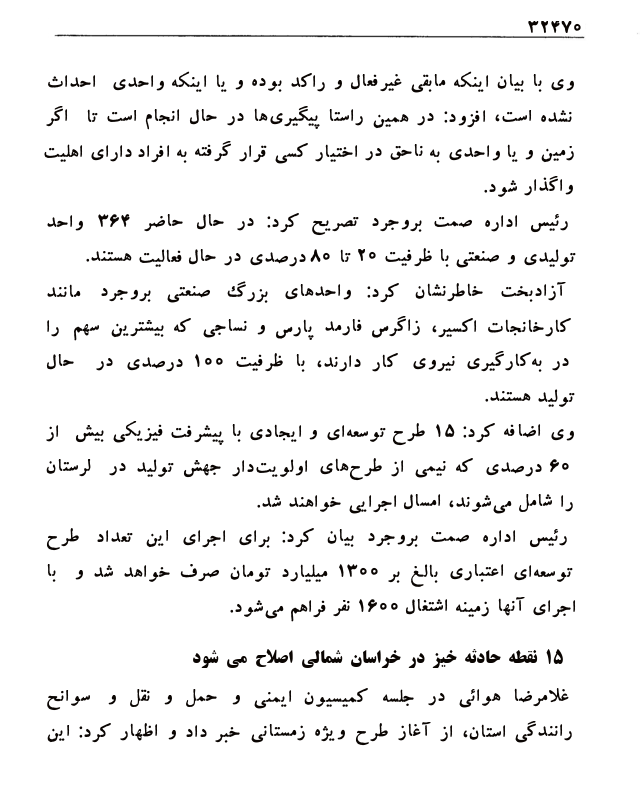 ۳۲۴۷۰
وی با بیان اینکه مابقی غیرفعال و راکد بوده و یا اینکه واحدی احداث
نشده است، افزود: در همین راستا پیگیری‌ها در حال انجام است تا اگر
زمین و یا واحدی به ناحق در اختیار کسی قرار گرفته به افراد دارای اهلیت
واگذار شود.
رئیس اداره صمت بروجرد تصریح کرد: در حال حاضر ۳۶۴ واحد
تولیدی و صنعتی با ظرفیت ۲۰ تا ۸۰ درصدی در حال فعالیت هستند.
آزادبخت خاطرنشان کرد: واحدهای بزرگ صنعتی بروجرد مانند
کارخانجات اکسیر، زاگرس فارمد پارس و نساجی که بیشترین سهم را
در به‌کارگیری نیروی کار دارند، با ظرفیت ۱۰۰ درصدی در حال
تولید هستند.
وی اضافه کرد: ۱۵ طرح توسعه‌ای و ایجادی با پیشرفت فیزیکی بیش از
۶۰ درصدی که نیمی از طرح‌های اولویت‌دار جهش تولید در لرستان
را شامل می‌شوند، امسال اجرایی خواهند شد.
رئیس اداره صمت بروجرد بیان کرد: برای اجرای این تعداد طرح
توسعه‌ای اعتباری بالغ بر ۱۳۰۰ میلیارد تومان صرف خواهد شد و با
اجرای آنها زمینه اشتغال ۱۶۰۰ نفر فراهم می‌شود.
۱۵ نقطه حادثه خیز در خراسان شمالی اصلاح می شود
غلامرضا هوائی در جلسه کمیسیون ایمنی و حمل و نقل و سوانح
رانندگی استان، از آغاز طرح ویژه زمستانی خبر داد و اظهار کرد: این